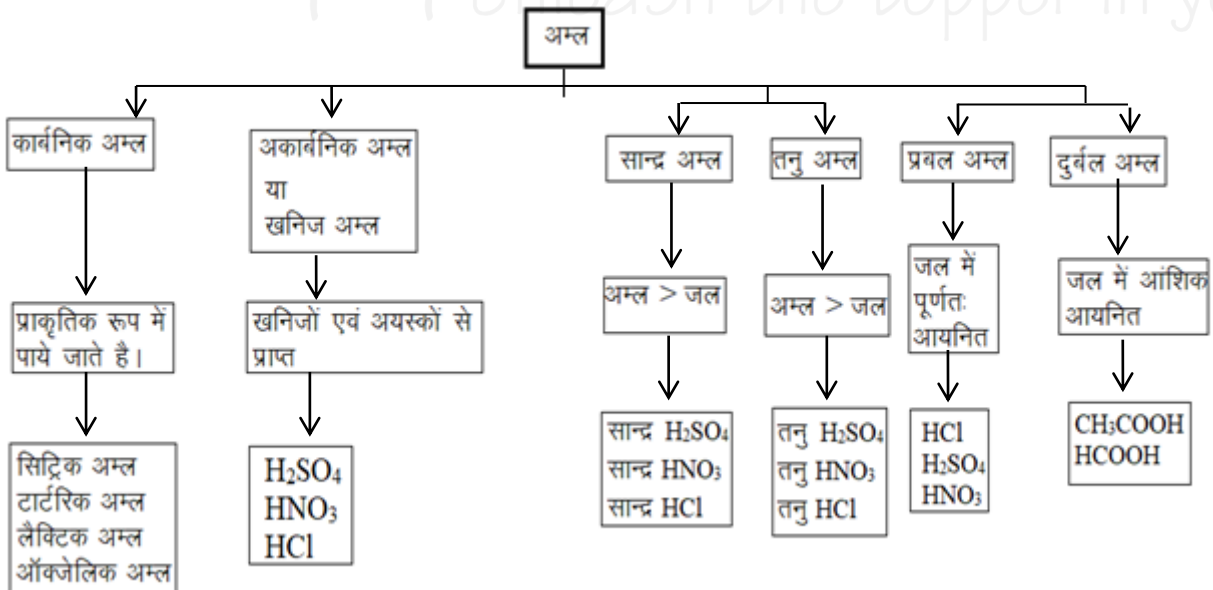 अम्ल
कार्बनिक अम्ल
प्राकृतिक रूप में
पाये जाते है।
सिट्रिक अम्ल
टार्टरिक अम्ल
लैक्टिक अम्ल
ऑक्जेलिक अम्ल
अकार्बनिक अम्ल
या
खनिज अम्ल
खनिजों एवं अयस्कों से
प्राप्त
H₂SO₄
HNO₃
HCl
सान्द्र अम्ल
अम्ल > जल
सान्द्र H₂SO₄
सान्द्र HNO₃
सान्द्र HCl
तनु अम्ल
अम्ल > जल
तनु H₂SO₄
तनु HNO₃
तनु HCl
प्रबल अम्ल
जल में
पूर्णतः
आयनित
HCl
H₂SO₄
HNO₃
दुर्बल अम्ल
जल में आंशिक
आयनित
CH₃COOH
HCOOH